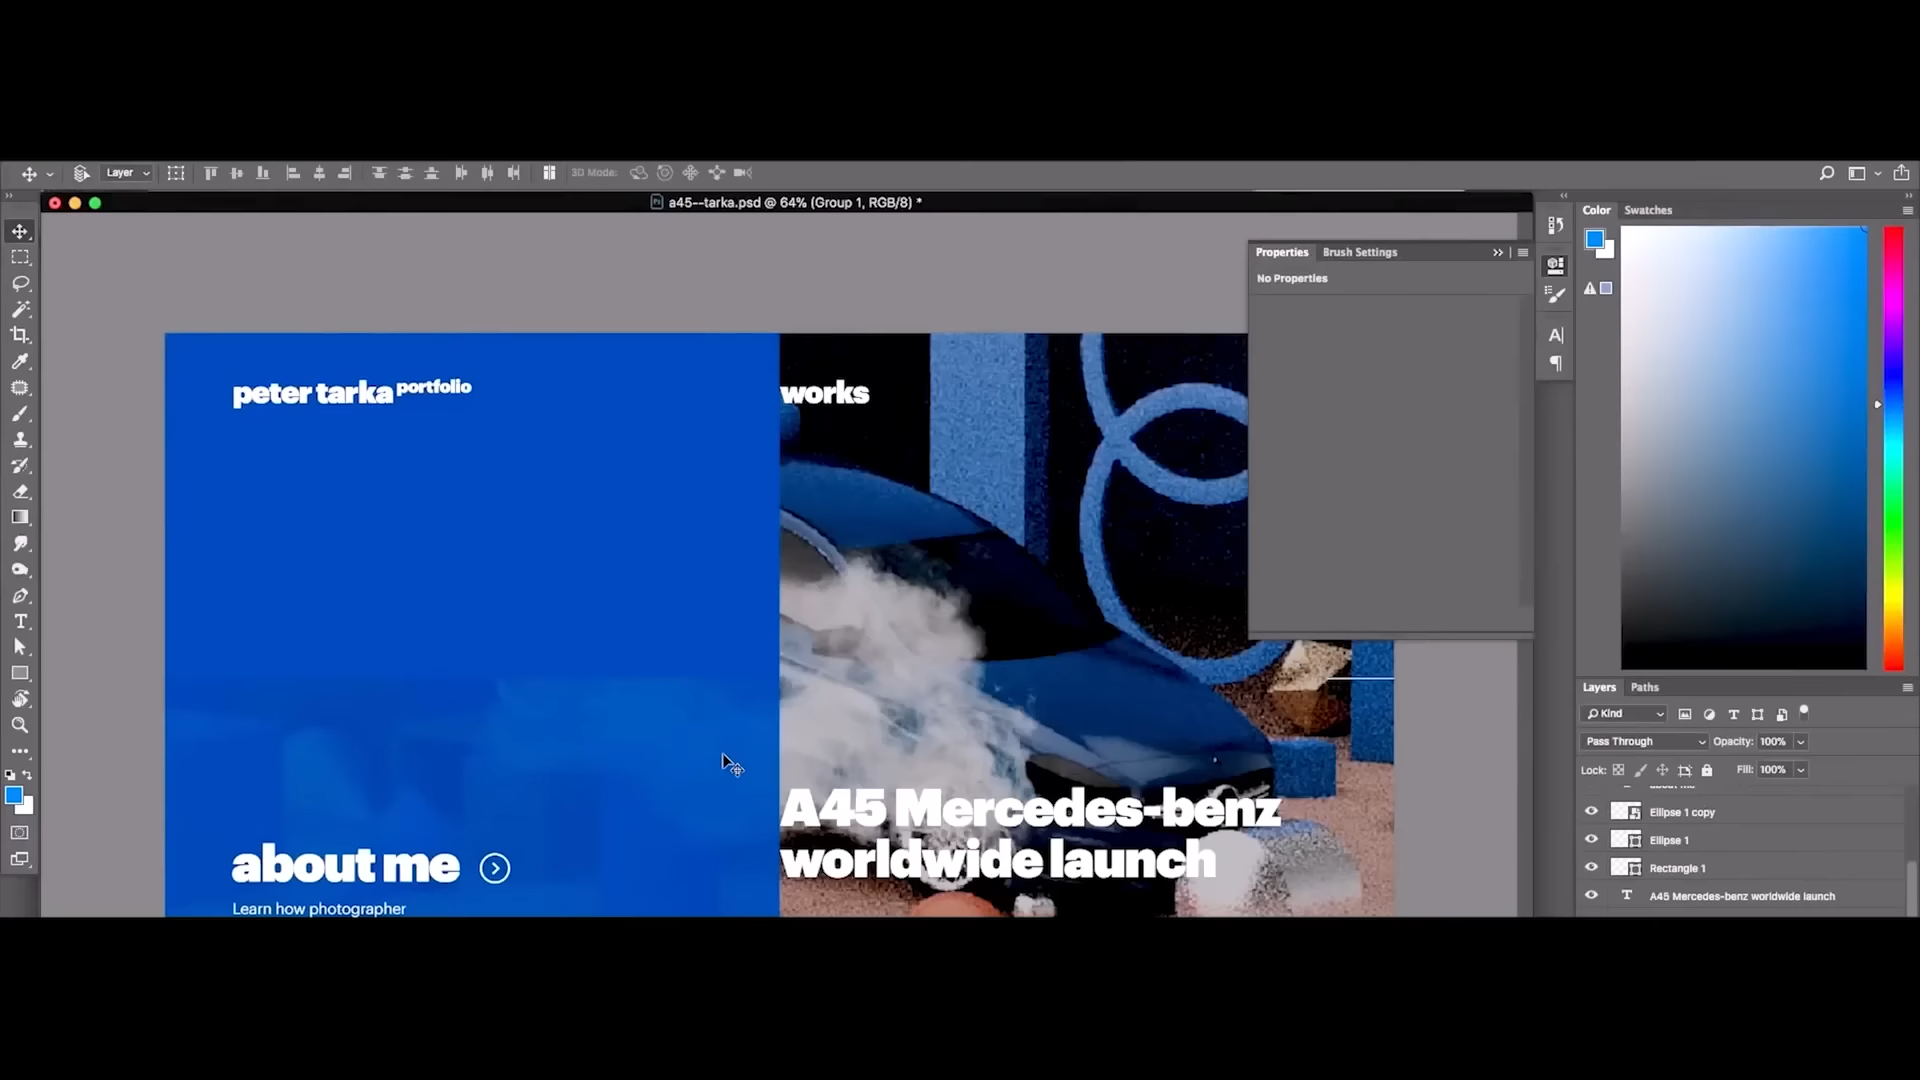 Layer
3D Mode:
a45--tarka.psd @ 64% (Group 1, RGB/8) *
Color
Swatches
Properties
Brush Settings
No Properties
peter tarka portfolio
works
A45 Mercedes-benz
worldwide launch
about me
Learn how photographer
Layers
Paths
Kind
Pass Through
Opacity: 100%
Lock:
Fill: 100%
Ellipse 1 copy
Ellipse 1
Rectangle 1
A45 Mercedes-benz worldwide launch